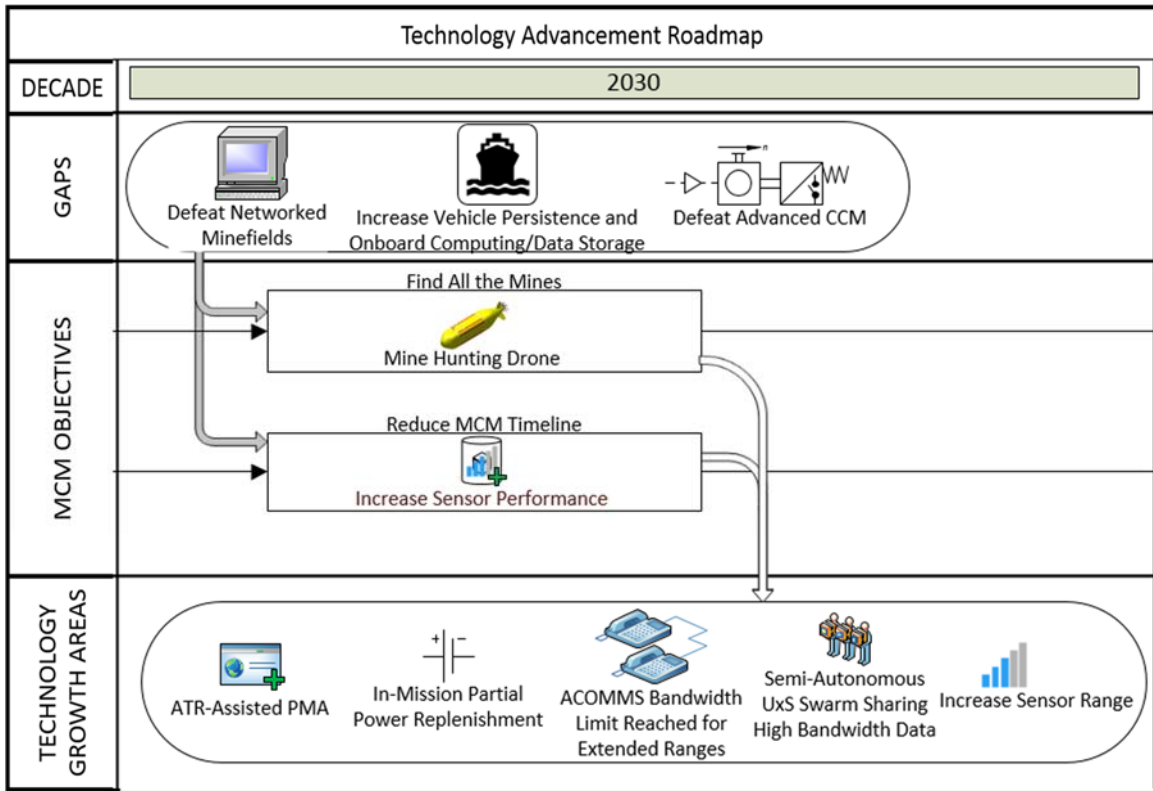 Technology Advancement Roadmap
DECADE
2030
GAPS
Defeat Networked
Minefields
Increase Vehicle Persistence and
Onboard Computing/Data Storage
n
Defeat Advanced CCM
MCM OBJECTIVES
Find All the Mines
Mine Hunting Drone
Reduce MCM Timeline
Increase Sensor Performance
TECHNOLOGY
GROWTH AREAS
ATR-Assisted PMA
In-Mission Partial
Power Replenishment
ACOMMS Bandwidth
Limit Reached for
Extended Ranges
Semi-Autonomous
UxS Swarm Sharing
High Bandwidth Data
Increase Sensor Range